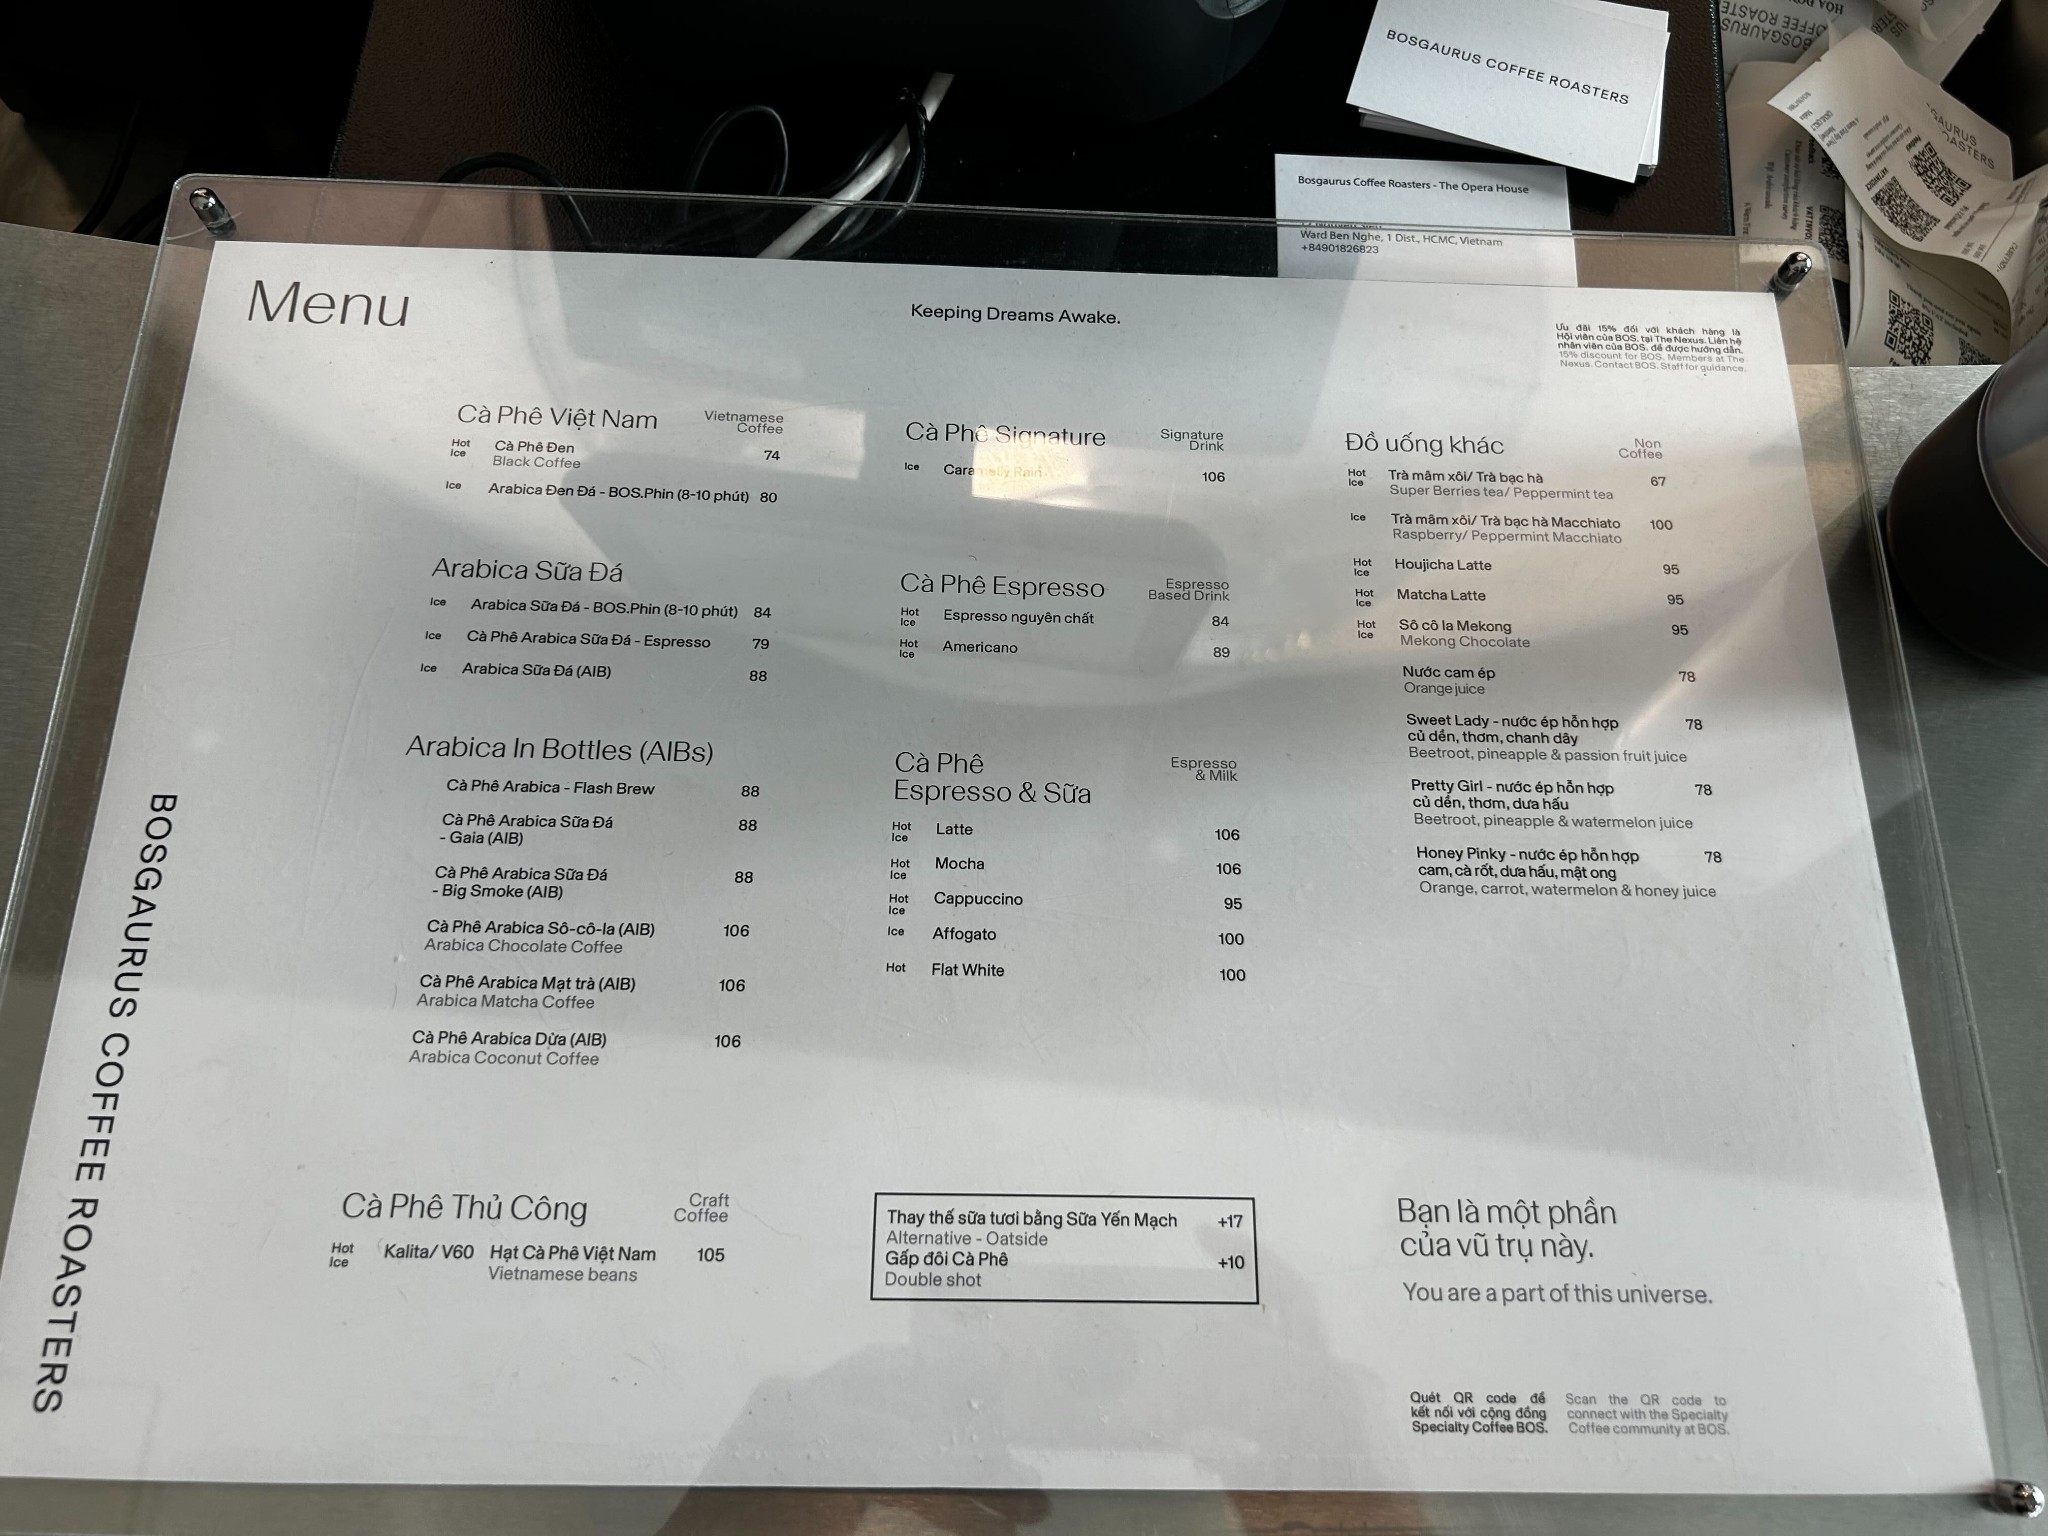 BOSGAURUS COFFEE ROASTERS
Bosgaurus Coffee Roasters - The Opera House
Ward Ben Nghe, 1 Dist., HCMC, Vietnam
+84901826823
Menu
Keeping Dreams Awake.
Ưu đãi 15% đối với khách hàng là
Hội viên của BOS. tại The Nexus. Liên hệ
nhân viên của BOS. để được hướng dẫn.
15% discount for BOS. Members at The
Nexus. Contact BOS. Staff for guidance.
Cà Phê Việt Nam Vietnamese Coffee
Hot Ice Cà Phê Đen 74
Black Coffee
Ice Arabica Đen Đá - BOS.Phin (8-10 phút) 80
Arabica Sữa Đá
Ice Arabica Sữa Đá - BOS.Phin (8-10 phút) 84
Ice Cà Phê Arabica Sữa Đá - Espresso 79
Ice Arabica Sữa Đá (AIB) 88
Arabica In Bottles (AIBs)
Cà Phê Arabica - Flash Brew 88
Cà Phê Arabica Sữa Đá 88
- Gaia (AIB)
Cà Phê Arabica Sữa Đá 88
- Big Smoke (AIB)
Cà Phê Arabica Sô-cô-la (AIB) 106
Arabica Chocolate Coffee
Cà Phê Arabica Mạt trà (AIB) 106
Arabica Matcha Coffee
Cà Phê Arabica Dừa (AIB) 106
Arabica Coconut Coffee
Cà Phê Thủ Công Craft Coffee
Hot Ice Kalita/ V60 Hạt Cà Phê Việt Nam 105
Vietnamese beans
Cà Phê Signature Signature Drink
Ice Caramelly Rain 106
Cà Phê Espresso Espresso Based Drink
Hot Ice Espresso nguyên chất 84
Hot Ice Americano 89
Cà Phê
Espresso & Sữa Espresso & Milk
Hot Ice Latte 106
Hot Ice Mocha 106
Hot Ice Cappuccino 95
Ice Affogato 100
Hot Flat White 100
Thay thế sữa tươi bằng Sữa Yến Mạch +17
Alternative - Oatside
Gấp đôi Cà Phê +10
Double shot
Đồ uống khác Non Coffee
Hot Ice Trà mâm xôi/ Trà bạc hà 67
Super Berries tea/ Peppermint tea
Ice Trà mâm xôi/ Trà bạc hà Macchiato 100
Raspberry/ Peppermint Macchiato
Hot Ice Houjicha Latte 95
Hot Ice Matcha Latte 95
Hot Ice Sô cô la Mekong 95
Mekong Chocolate
Nước cam ép 78
Orange juice
Sweet Lady - nước ép hỗn hợp 78
củ dền, thơm, chanh dây
Beetroot, pineapple & passion fruit juice
Pretty Girl - nước ép hỗn hợp 78
củ dền, thơm, dưa hấu
Beetroot, pineapple & watermelon juice
Honey Pinky - nước ép hỗn hợp 78
cam, cà rốt, dưa hấu, mật ong
Orange, carrot, watermelon & honey juice
Bạn là một phần
của vũ trụ này.
You are a part of this universe.
Quét QR code để
kết nối với cộng đồng
Specialty Coffee BOS.
Scan the QR code to
connect with the Specialty
Coffee community at BOS.
BOSGAURUS COFFEE ROASTERS